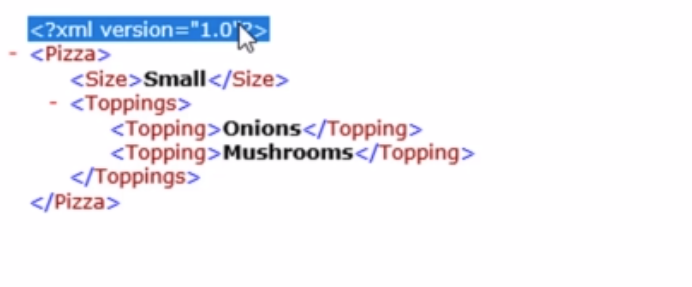 <?xml version="1.0"?>
- <Pizza>
<Size>Small</Size>
- <Toppings>
<Topping>Onions</Topping>
<Topping>Mushrooms</Topping>
</Toppings>
</Pizza>